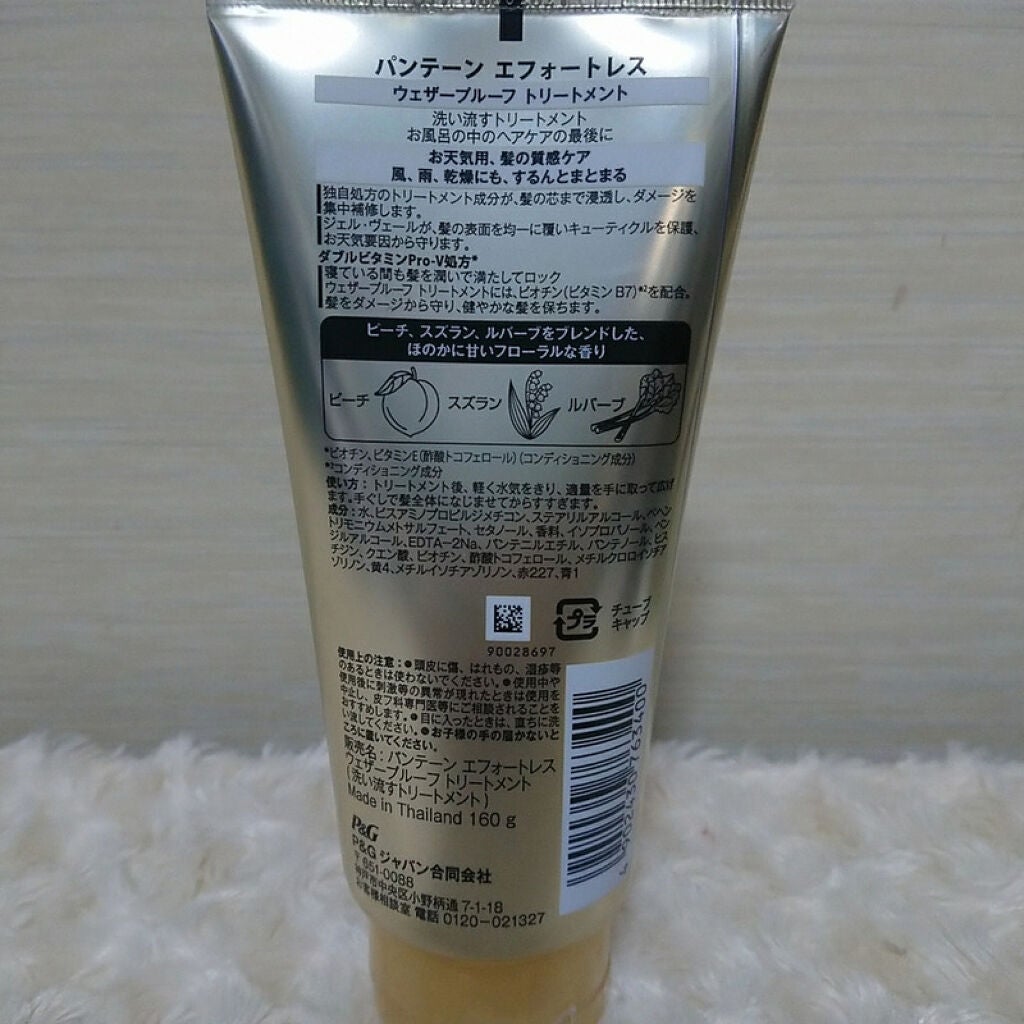 パンテーン エフォートレス
ウェザープルーフ トリートメント
洗い流すトリートメント
お風呂の中のヘアケアの最後に
お天気用、髪の質感ケア
風、雨、乾燥にも、するんとまとまる
独自処方のトリートメント成分が、髪の芯まで浸透し、ダメージを
集中補修します。
ジェル・ヴェールが、髪の表面を均一に覆いキューティクルを保護、
お天気要因から守ります。
ダブルビタミンPro-V処方*
寝ている間も髪を潤いで満たしてロック
ウェザープルーフ トリートメントには、ビオチン(ビタミン B7)*²を配合。
髪をダメージから守り、健やかな髪を保ちます。
ピーチ、スズラン、ルバーブをブレンドした、
ほのかに甘いフローラルな香り
ピーチ スズラン ルバーブ
*ビオチン、ビタミンE(酢酸トコフェロール)(コンディショニング成分)
*²コンディショニング成分
使い方：トリートメント後、軽く水気をきり、適量を手に取って広げ
ます。手ぐしで髪全体になじませてからすすぎます。
成分：水、ビスアミノプロピルジメチコン、ステアリルアルコール、ベヘン
トリモニウムメトサルフェート、セタノール、香料、イソプロパノール、ベン
ジルアルコール、EDTA-2Na、パンテニルエチル、パンテノール、ヒス
チジン、クエン酸、ビオチン、酢酸トコフェロール、メチルクロロイソチア
ゾリノン、黄4、メチルイソチアゾリノン、赤227、青1
プラ
チューブ
キャップ
90028697
使用上の注意：●頭皮に傷、はれもの、湿疹等
のあるときは使わないでください。●使用中や
使用後に刺激等の異常が現れたときは使用を
中止し、皮フ科専門医等にご相談されることを
おすすめします。●目に入ったときは、直ちに洗
い流してください。●お子様の手の届かないと
ころに置いてください。
販売名：パンテーン エフォートレス
ウェザープルーフ トリートメント
(洗い流すトリートメント)
Made in Thailand 160 g
P&G
P&G ジャパン合同会社
〒651-0088
神戸市中央区小野柄通 7-1-18
お客様相談室 電話 0120-021327